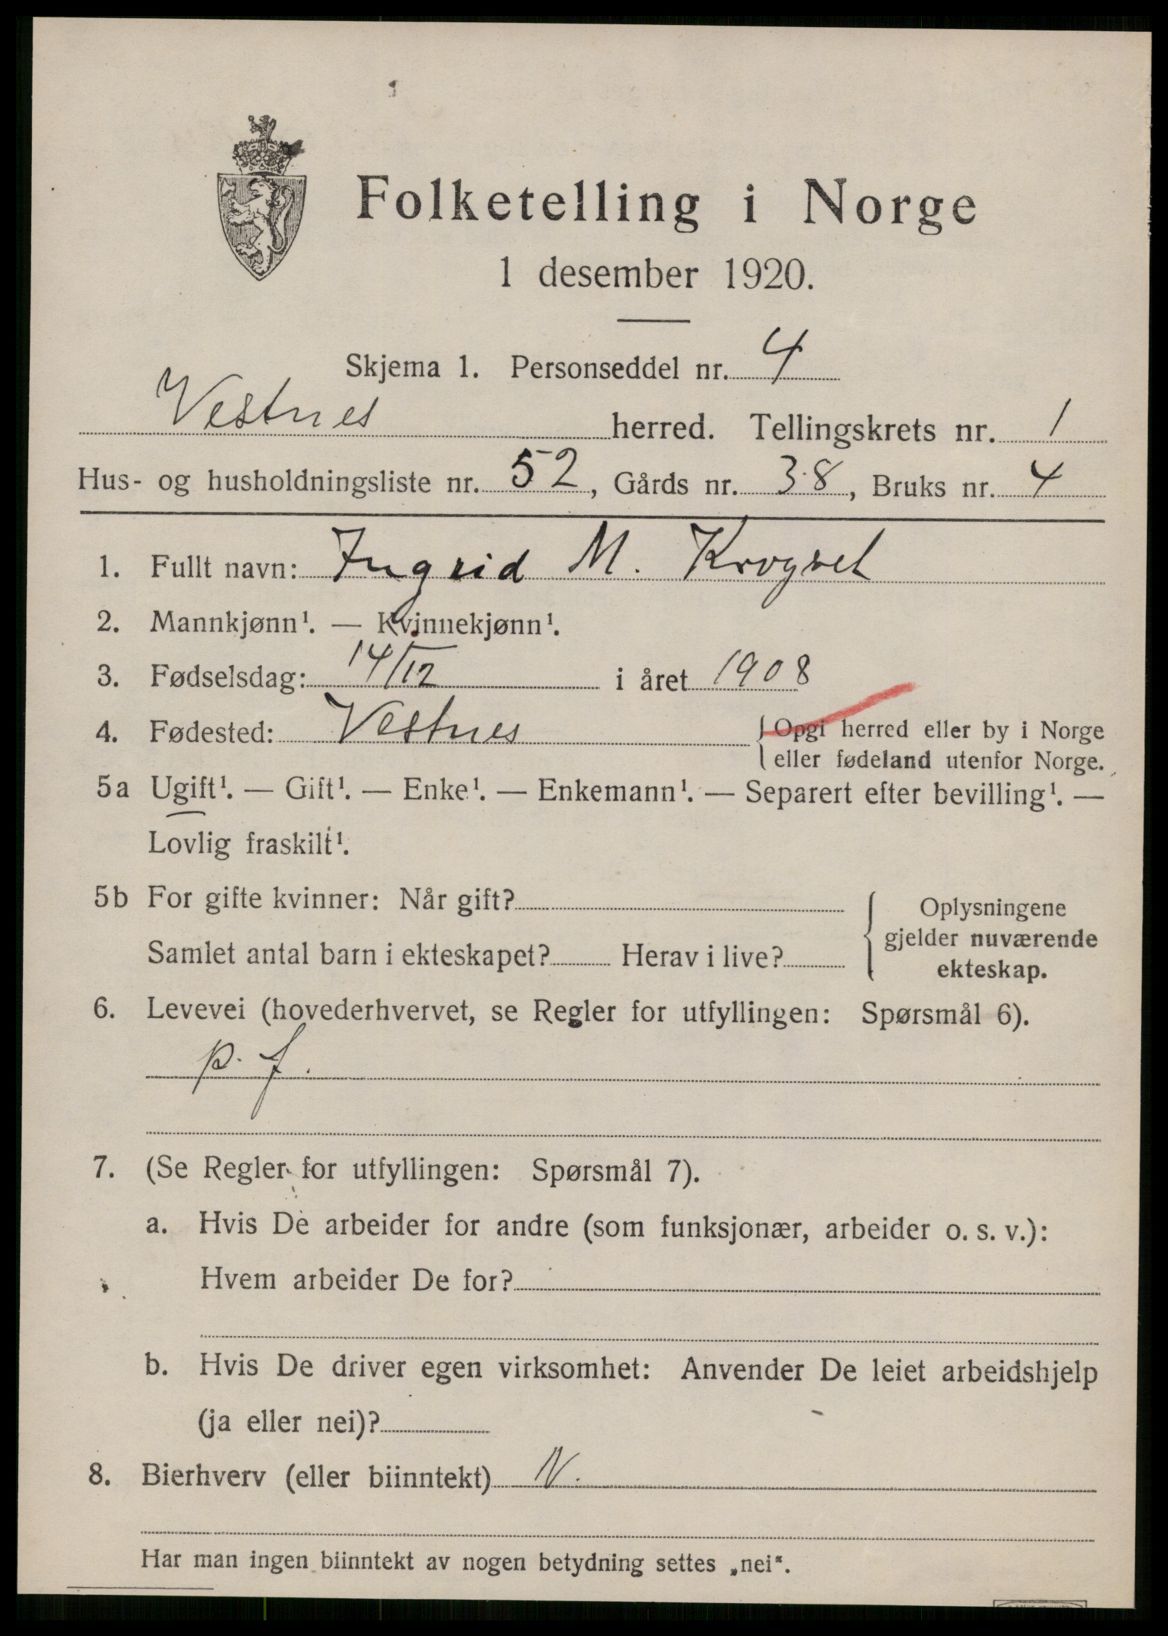 Folketelling i Norge
1 desember 1920.
Skjema 1. Personseddel nr. 4
Vestnes herred. Tellingskrets nr. 1
Hus- og husholdningsliste nr. 52, Gårds nr. 38, Bruks nr. 4
1. Fullt navn: Ingrid M. Krogset
2. Mannkjønn¹. — Kvinnekjønn¹.
3. Fødselsdag: 14/12 i året 1908
4. Fødested: Vestnes { Opgi herred eller by i Norge
eller fødeland utenfor Norge.
5a Ugift¹. — Gift¹. — Enke¹. — Enkemann¹. — Separert efter bevilling¹. —
Lovlig fraskilt¹.
5b For gifte kvinner: Når gift?
Samlet antal barn i ekteskapet? Herav i live?
{ Oplysningene
gjelder nuværende
ekteskap.
6. Levevei (hovederhvervet, se Regler for utfyllingen: Spørsmål 6).
p. f.
7. (Se Regler for utfyllingen: Spørsmål 7).
a. Hvis De arbeider for andre (som funksjonær, arbeider o. s. v.):
Hvem arbeider De for?
b. Hvis De driver egen virksomhet: Anvender De leiet arbeidshjelp
(ja eller nei)?
8. Bierhverv (eller biinntekt) N.
Har man ingen biinntekt av nogen betydning settes „nei“.